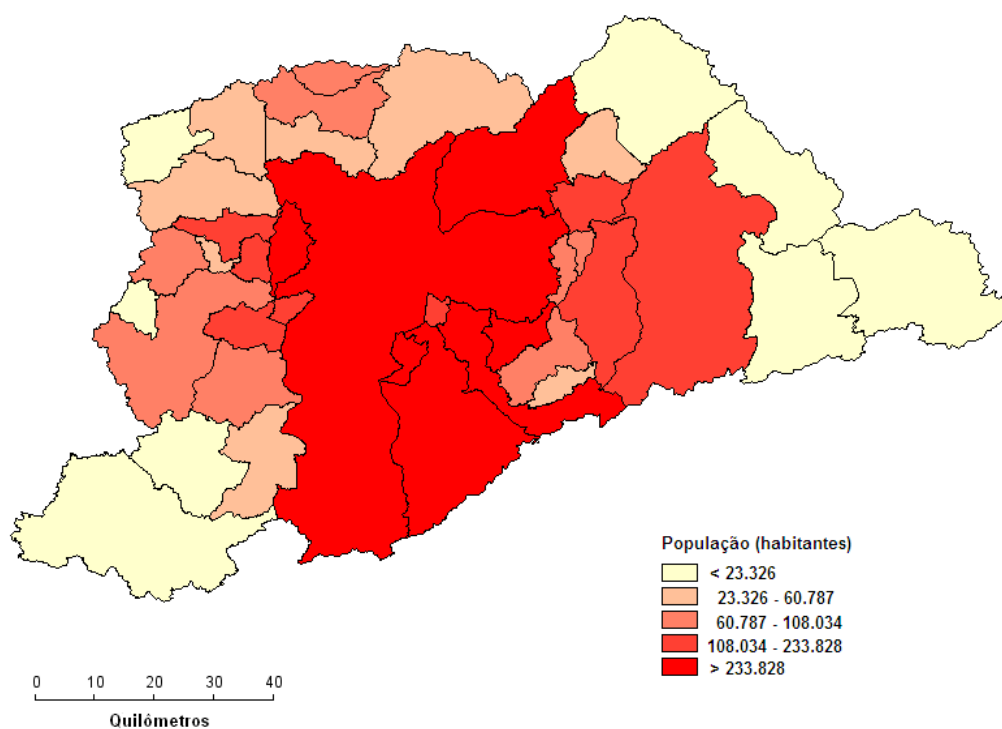 População (habitantes)
< 23.326
23.326 - 60.787
60.787 - 108.034
108.034 - 233.828
> 233.828
0 10 20 30 40
Quilômetros